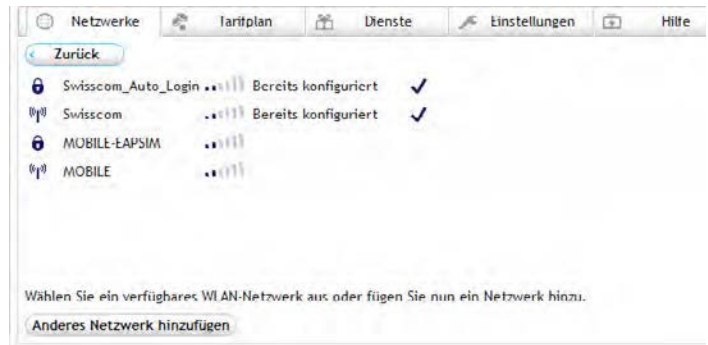 Netzwerke Tarifplan Dienste Einstellungen Hilfe
Zurück
Swisscom_Auto_Login Bereits konfiguriert
Swisscom Bereits konfiguriert
MOBILE-EAPSIM
MOBILE
Wählen Sie ein verfügbares WLAN-Netzwerk aus oder fügen Sie nun ein Netzwerk hinzu.
Anderes Netzwerk hinzufügen